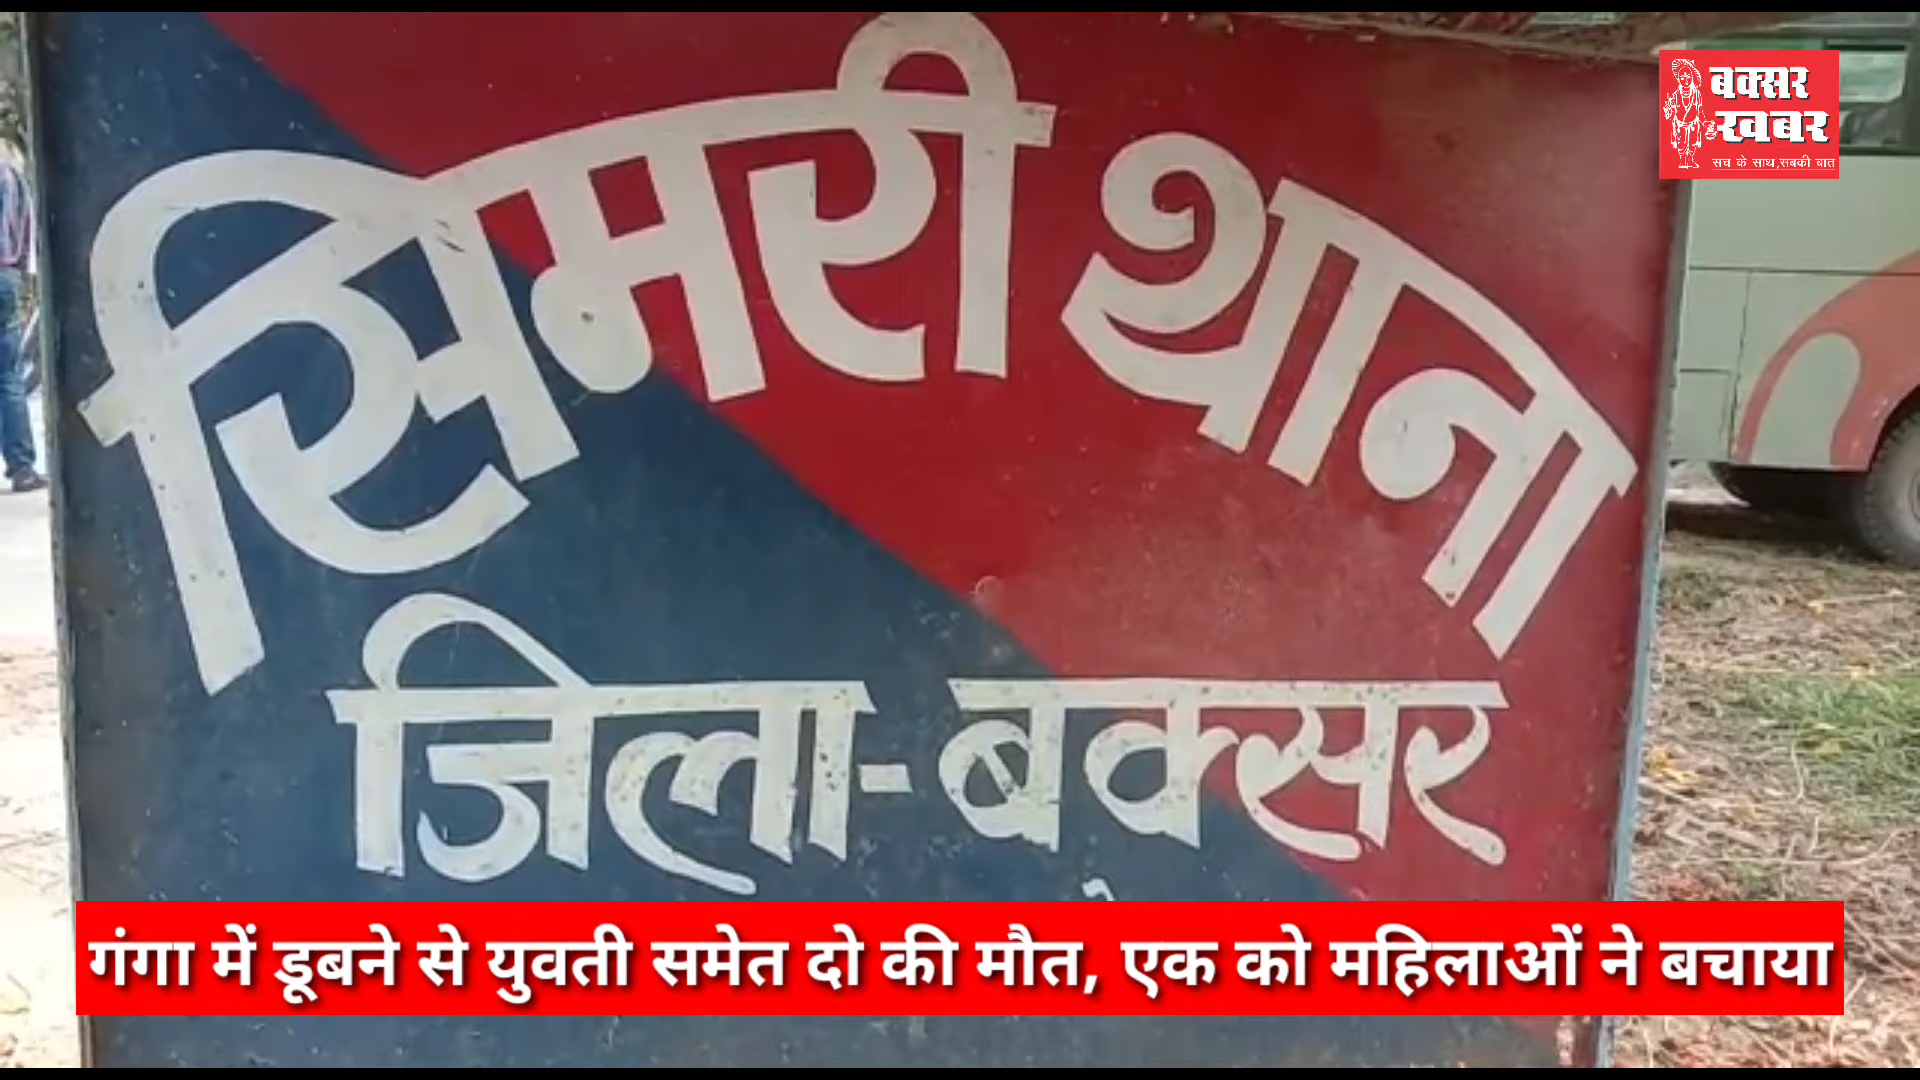 बक्सर
खबर
सच के साथ,सबकी बात
सिमरी थाना
जिला-बक्सर
गंगा में डूबने से युवती समेत दो की मौत, एक को महिलाओं ने बचाया